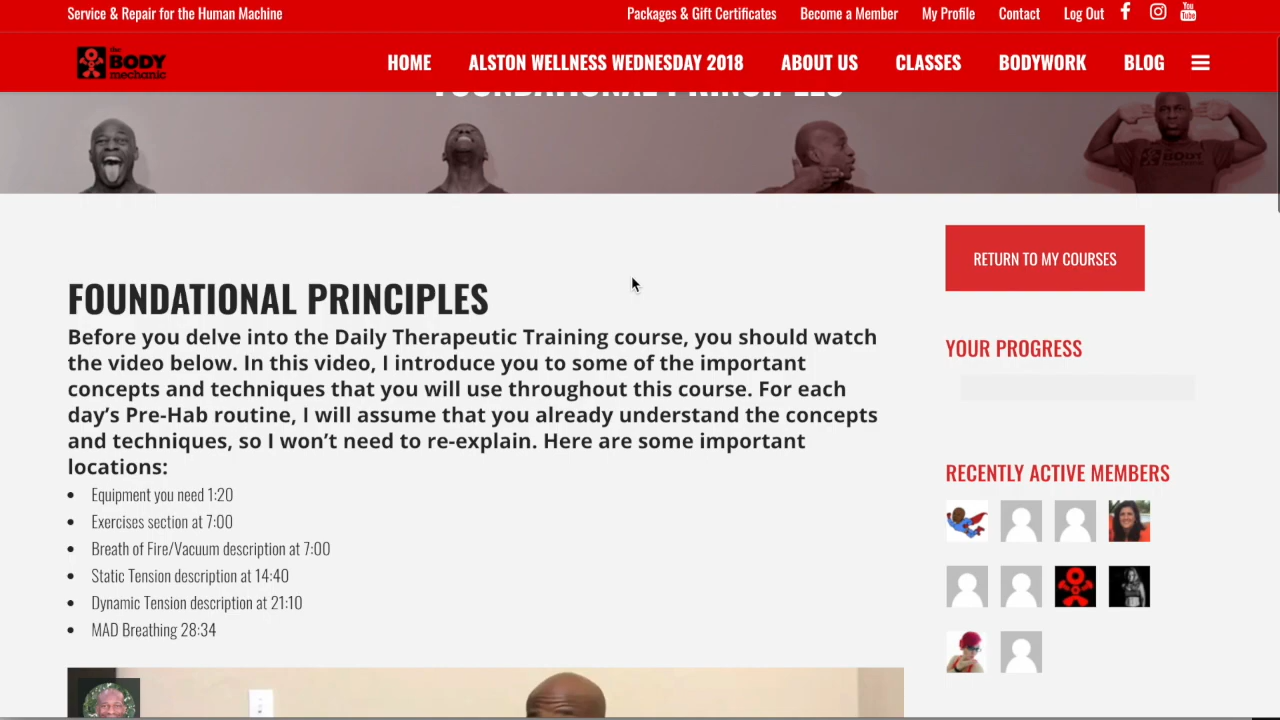 Service & Repair for the Human Machine
Packages & Gift Certificates
Become a Member
My Profile
Contact
Log Out
You
Tube
the
BODY
mechanic
HOME
ALSTON WELLNESS WEDNESDAY 2018
ABOUT US
CLASSES
BODYWORK
BLOG
FOUNDATIONAL PRINCIPLES
RETURN TO MY COURSES
FOUNDATIONAL PRINCIPLES
Before you delve into the Daily Therapeutic Training course, you should watch
the video below. In this video, I introduce you to some of the important
concepts and techniques that you will use throughout this course. For each
day’s Pre-Hab routine, I will assume that you already understand the concepts
and techniques, so I won’t need to re-explain. Here are some important
locations:
Equipment you need 1:20
Exercises section at 7:00
Breath of Fire/Vacuum description at 7:00
Static Tension description at 14:40
Dynamic Tension description at 21:10
MAD Breathing 28:34
YOUR PROGRESS
RECENTLY ACTIVE MEMBERS